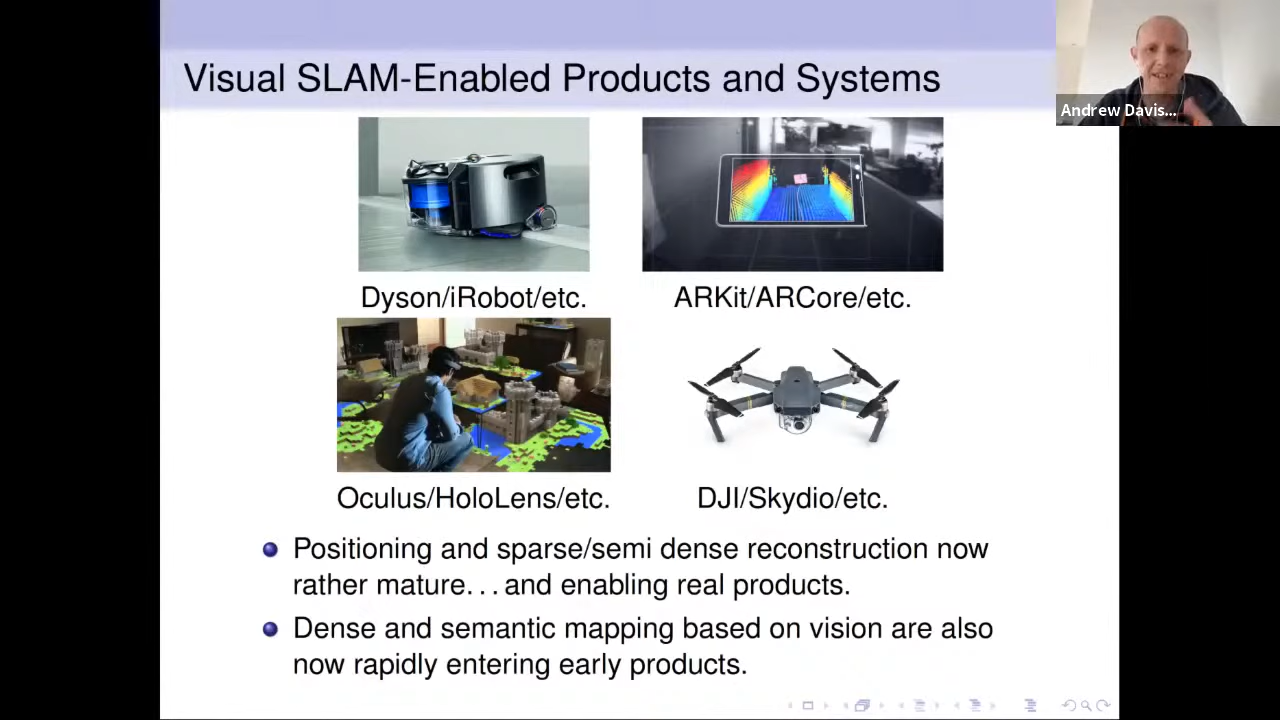 Visual SLAM-Enabled Products and Systems
Andrew Davis...
Dyson/iRobot/etc.
ARKit/ARCore/etc.
Oculus/HoloLens/etc.
DJI/Skydio/etc.
Positioning and sparse/semi dense reconstruction now
rather mature...and enabling real products.
Dense and semantic mapping based on vision are also
now rapidly entering early products.